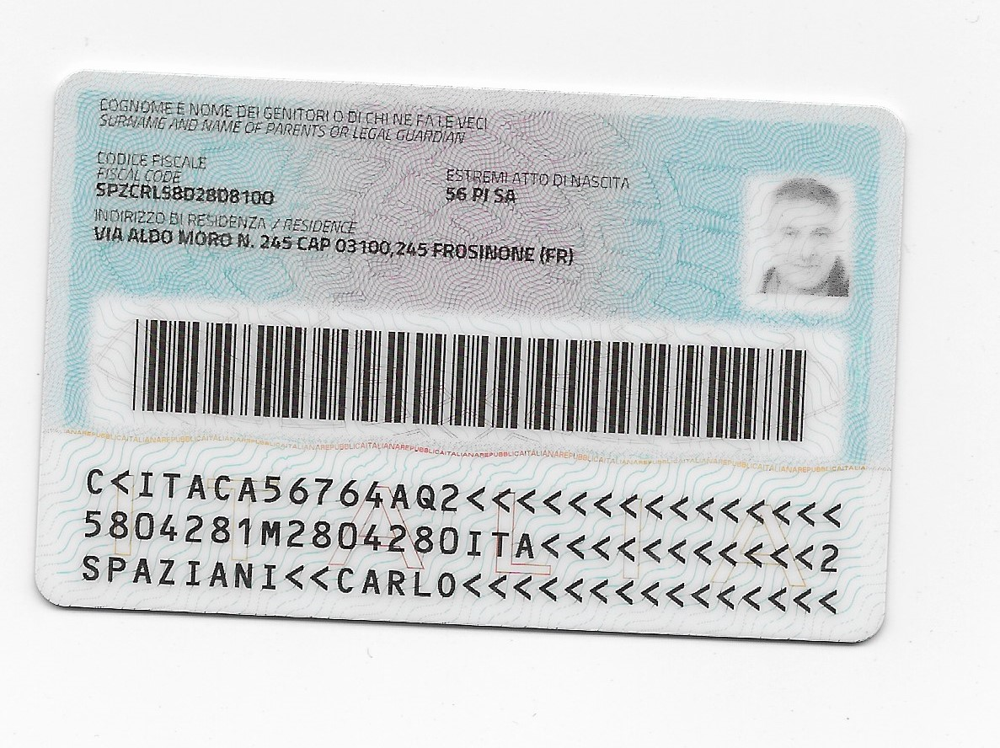 COGNOME E NOME DEI GENITORI O DI CHI NE FA LE VECI
SURNAME AND NAME OF PARENTS OR LEGAL GUARDIAN
CODICE FISCALE
FISCAL CODE
SPZCRL58D28D810O
ESTREMI ATTO DI NASCITA
56 PI SA
INDIRIZZO DI RESIDENZA / RESIDENCE
VIA ALDO MORO N. 245 CAP 03100,245 FROSINONE (FR)
REPUBBLICAITALIANAREPUBBLICAITALIANAREPUBBLICAITALIANAREPUBBLICAITALIANA
ITALIA
C<ITACA56764AQ2<<<<<<<<<<<<<<<
5804281M2804280ITA<<<<<<<<<<<2
SPAZIANI<<CARLO<<<<<<<<<<<<<<<